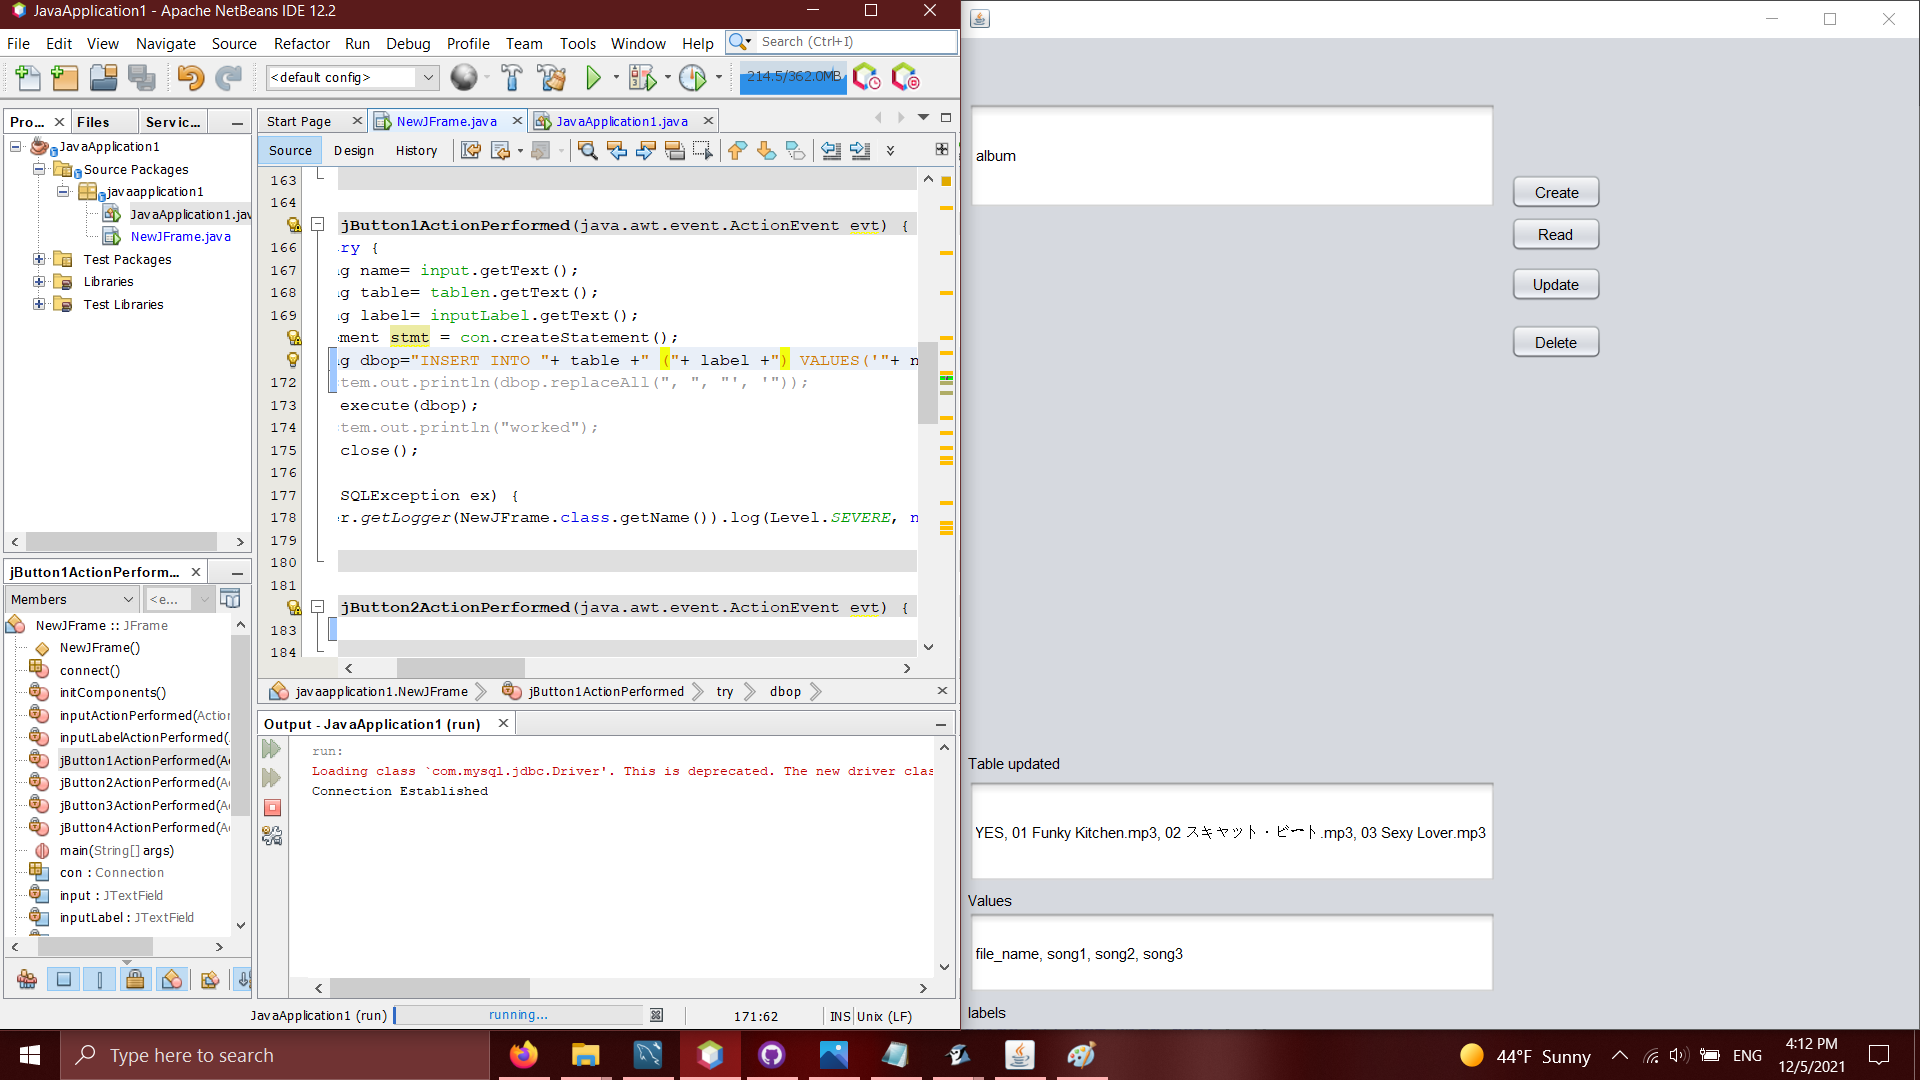 JavaApplication1 - Apache NetBeans IDE 12.2
File Edit View Navigate Source Refactor Run Debug Profile Team Tools Window Help
Search (Ctrl+I)
<default config>
214.5/362.0MB
Pro... Files Servic...
JavaApplication1
Source Packages
javaapplication1
JavaApplication1.jav
NewJFrame.java
Test Packages
Libraries
Test Libraries
Start Page NewJFrame.java JavaApplication1.java
Source Design History
163
164
jButton1ActionPerformed(java.awt.event.ActionEvent evt) {
166 ry {
167 g name= input.getText();
168 g table= tablen.getText();
169 g label= inputLabel.getText();
ment stmt = con.createStatement();
g dbop="INSERT INTO "+ table +" ("+ label +") VALUES('"+ n
172 tem.out.println(dbop.replaceAll(", ", "', '"));
173 execute(dbop);
174 tem.out.println("worked");
175 close();
176
177 SQLException ex) {
178 r.getLogger(NewJFrame.class.getName()).log(Level.SEVERE, n
179
180
181
jButton2ActionPerformed(java.awt.event.ActionEvent evt) {
183
184
javaapplication1.NewJFrame jButton1ActionPerformed try dbop
jButton1ActionPerform...
Members <e...
NewJFrame :: JFrame
NewJFrame()
connect()
initComponents()
inputActionPerformed(Action
inputLabelActionPerformed(
jButton1ActionPerformed(A
jButton2ActionPerformed(A
jButton3ActionPerformed(A
jButton4ActionPerformed(A
main(String[] args)
con : Connection
input : JTextField
inputLabel : JTextField
Output - JavaApplication1 (run)
run:
Loading class `com.mysql.jdbc.Driver'. This is deprecated. The new driver clas
Connection Established
JavaApplication1 (run) running... 171:62 INS Unix (LF)
album
Create
Read
Update
Delete
Table updated
YES, 01 Funky Kitchen.mp3, 02 スキャット・ビート.mp3, 03 Sexy Lover.mp3
Values
file_name, song1, song2, song3
labels
Type here to search
44°F Sunny ENG
4:12 PM
12/5/2021